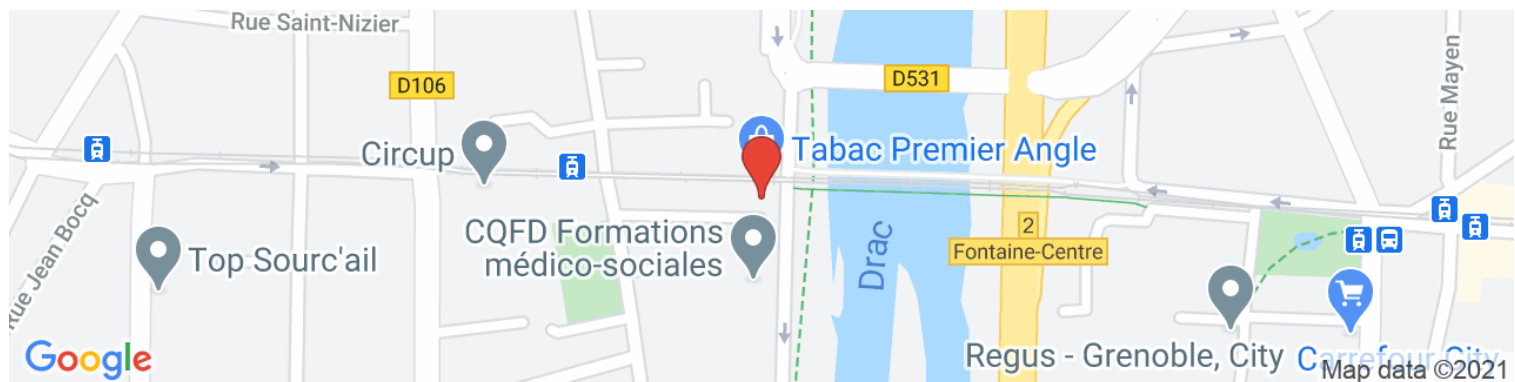 Rue Saint-Nizier
D106
D531
Rue Mayen
Circup
Tabac Premier Angle
Rue Jean Bocq
Top Sourc'ail
CQFD Formations
médico-sociales
Drac
2
Fontaine-Centre
Regus - Grenoble, City
Carrefour City
Google
Map data ©2021